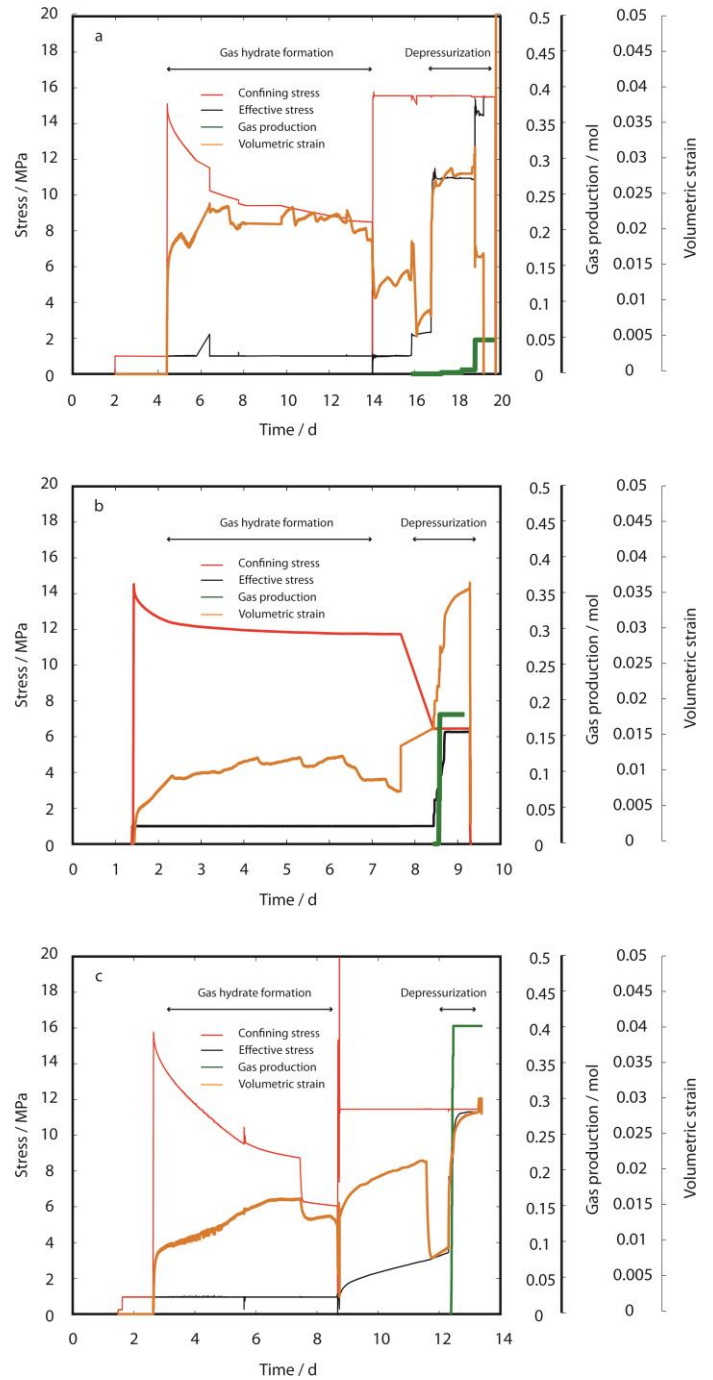 a
Gas hydrate formation
Depressurization
Confining stress
Effective stress
Gas production
Volumetric strain
Stress / MPa
20
18
16
14
12
10
8
6
4
2
0
0 2 4 6 8 10 12 14 16 18 20
Time / d
Gas production / mol
0.5
0.45
0.4
0.35
0.3
0.25
0.2
0.15
0.1
0.05
0
Volumetric strain
0.05
0.045
0.04
0.035
0.03
0.025
0.02
0.015
0.01
0.005
0
b
Gas hydrate formation
Depressurization
Confining stress
Effective stress
Gas production
Volumetric strain
Stress / MPa
20
18
16
14
12
10
8
6
4
2
0
0 1 2 3 4 5 6 7 8 9 10
Time / d
Gas production / mol
0.5
0.45
0.4
0.35
0.3
0.25
0.2
0.15
0.1
0.05
0
Volumetric strain
0.05
0.045
0.04
0.035
0.03
0.025
0.02
0.015
0.01
0.005
0
c
Gas hydrate formation
Depressurization
Confining stress
Effective stress
Gas production
Volumetric strain
Stress / MPa
20
18
16
14
12
10
8
6
4
2
0
0 2 4 6 8 10 12 14
Time / d
Gas production / mol
0.5
0.45
0.4
0.35
0.3
0.25
0.2
0.15
0.1
0.05
0
Volumetric strain
0.05
0.045
0.04
0.035
0.03
0.025
0.02
0.015
0.01
0.005
0